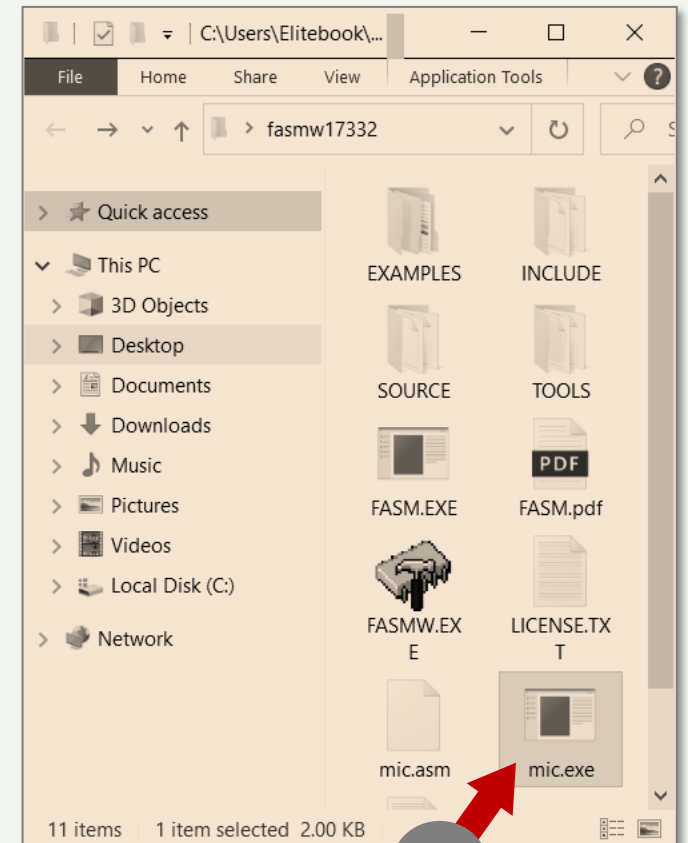 C:\Users\Elitebook\...
File Home Share View Application Tools
fasmw17332
Quick access
This PC
3D Objects
Desktop
Documents
Downloads
Music
Pictures
Videos
Local Disk (C:)
Network
EXAMPLES
INCLUDE
SOURCE
TOOLS
PDF
FASM.EXE
FASM.pdf
FASMW.EX
E
LICENSE.TX
T
mic.asm
mic.exe
11 items 1 item selected 2.00 KB